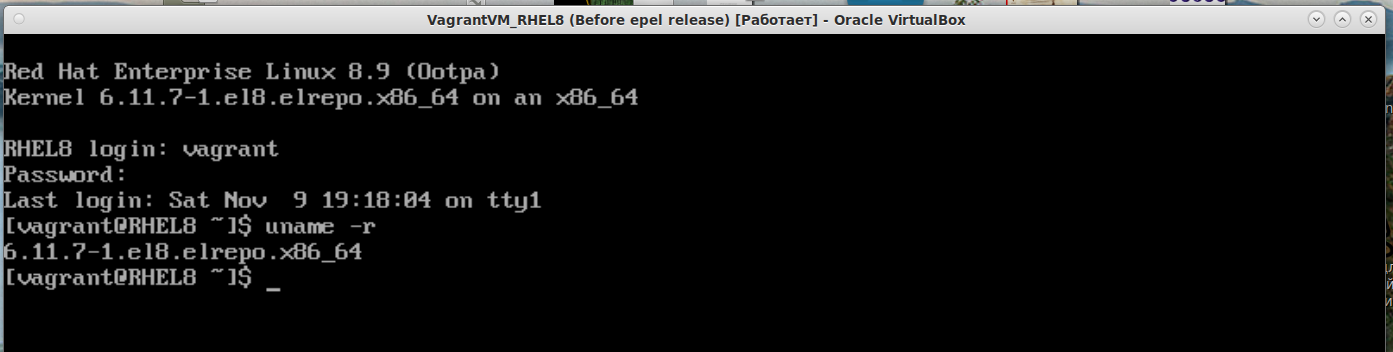 VagrantVM_RHEL8 (Before epel release) [Работает] - Oracle VirtualBox
Red Hat Enterprise Linux 8.9 (Ootpa)
Kernel 6.11.7-1.el8.elrepo.x86_64 on an x86_64
RHEL8 login: vagrant
Password:
Last login: Sat Nov  9 19:18:04 on tty1
[vagrant@RHEL8 ~]$ uname -r
6.11.7-1.el8.elrepo.x86_64
[vagrant@RHEL8 ~]$ _